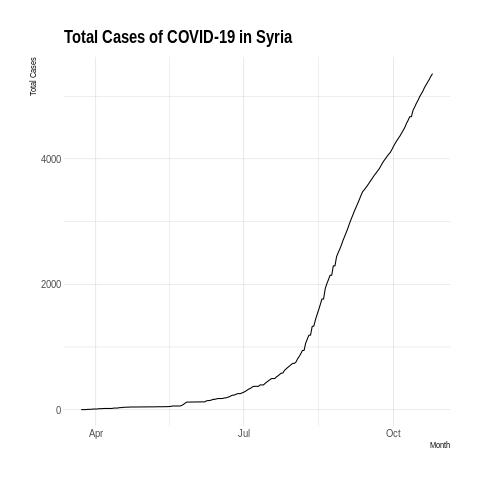 Total Cases of COVID-19 in Syria
Total Cases
4000
2000
0
Apr Jul Oct
Month